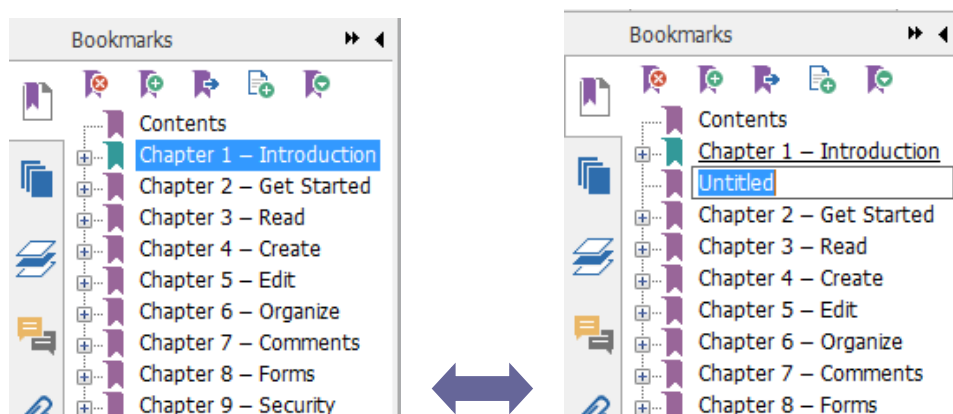 Bookmarks
Contents
Chapter 1 – Introduction
Chapter 2 – Get Started
Chapter 3 – Read
Chapter 4 – Create
Chapter 5 – Edit
Chapter 6 – Organize
Chapter 7 – Comments
Chapter 8 – Forms
Chapter 9 – Security
Bookmarks
Contents
Chapter 1 – Introduction
Untitled
Chapter 2 – Get Started
Chapter 3 – Read
Chapter 4 – Create
Chapter 5 – Edit
Chapter 6 – Organize
Chapter 7 – Comments
Chapter 8 – Forms